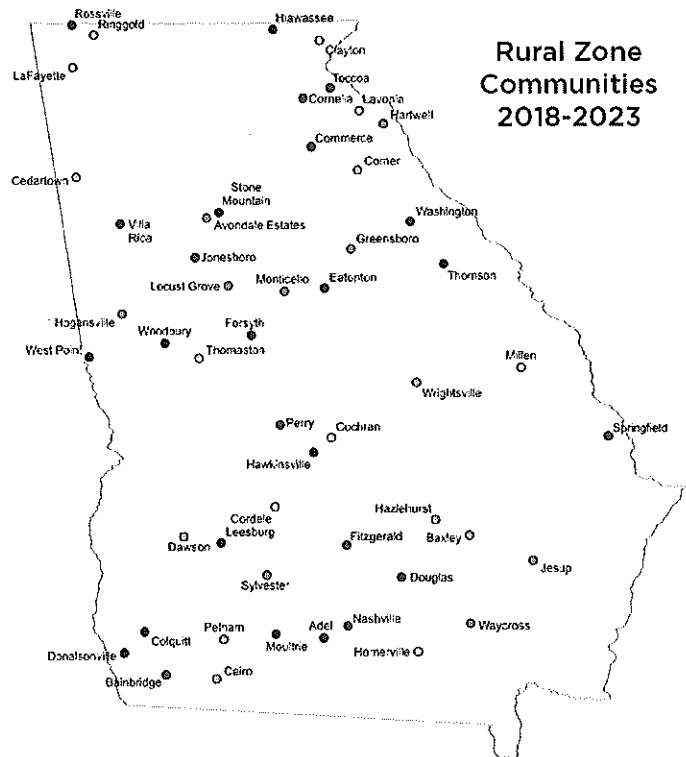 Rural Zone
Communities
2018-2023
Rossville
Ringgold
Hiawassee
Clayton
LaFayette
Toccoa
Cornelia
Lavonia
Hartwell
Commerce
Comer
Cedartown
Stone
Mountain
Avondale Estates
Villa
Rica
Washington
Greensboro
Jonesboro
Thomson
Locust Grove
Monticello
Eatonton
Hogansville
Woodbury
Forsyth
Thomaston
West Point
Millen
Wrightsville
Perry
Cochran
Springfield
Hawkinsville
Cordele
Leesburg
Dawson
Hazlehurst
Baxley
Fitzgerald
Jesup
Sylvester
Douglas
Nashville
Waycross
Pelham
Adel
Colquitt
Moultrie
Homerville
Donalsonville
Bainbridge
Cairo